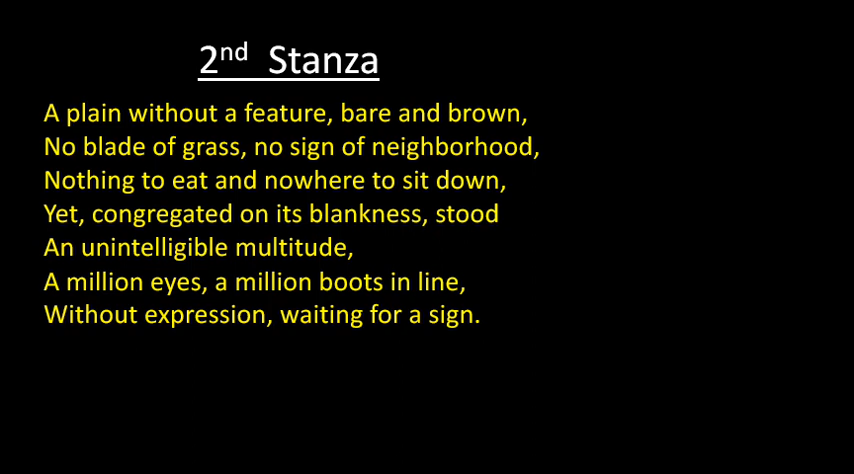 2nd Stanza
A plain without a feature, bare and brown,
No blade of grass, no sign of neighborhood,
Nothing to eat and nowhere to sit down,
Yet, congregated on its blankness, stood
An unintelligible multitude,
A million eyes, a million boots in line,
Without expression, waiting for a sign.